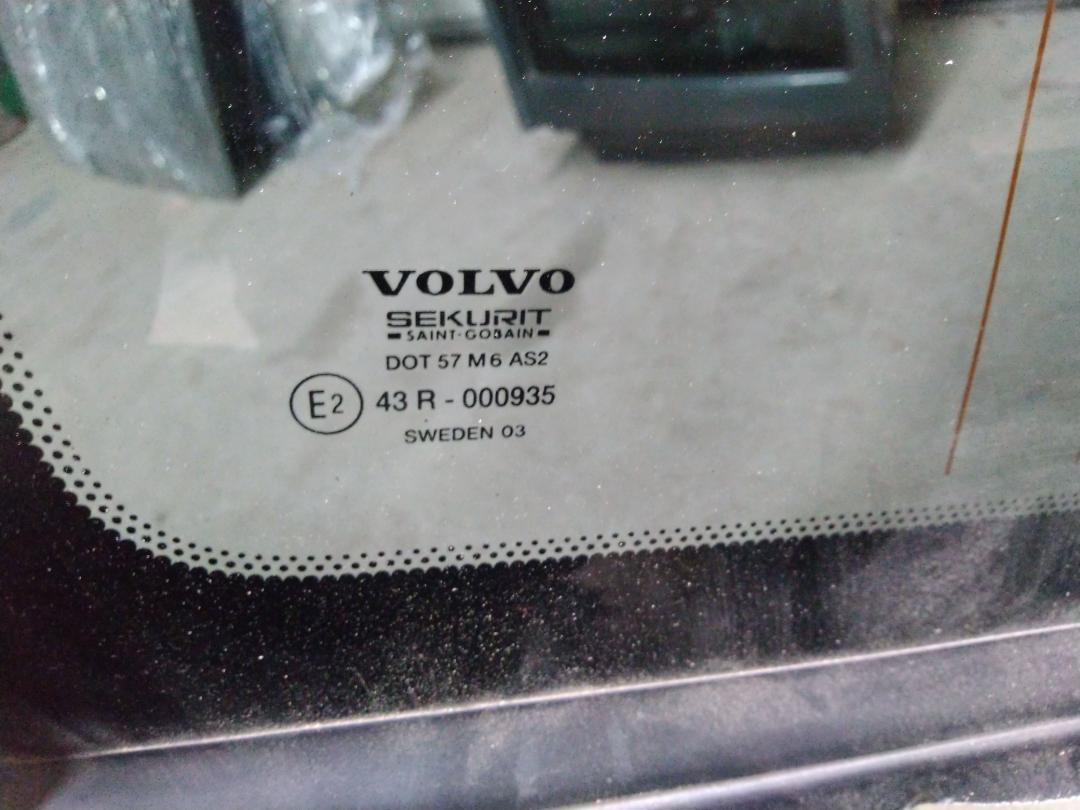 VOLVO
SEKURIT
SAINT-GOBAIN
DOT 57 M6 AS2
E2 43 R - 000935
SWEDEN 03